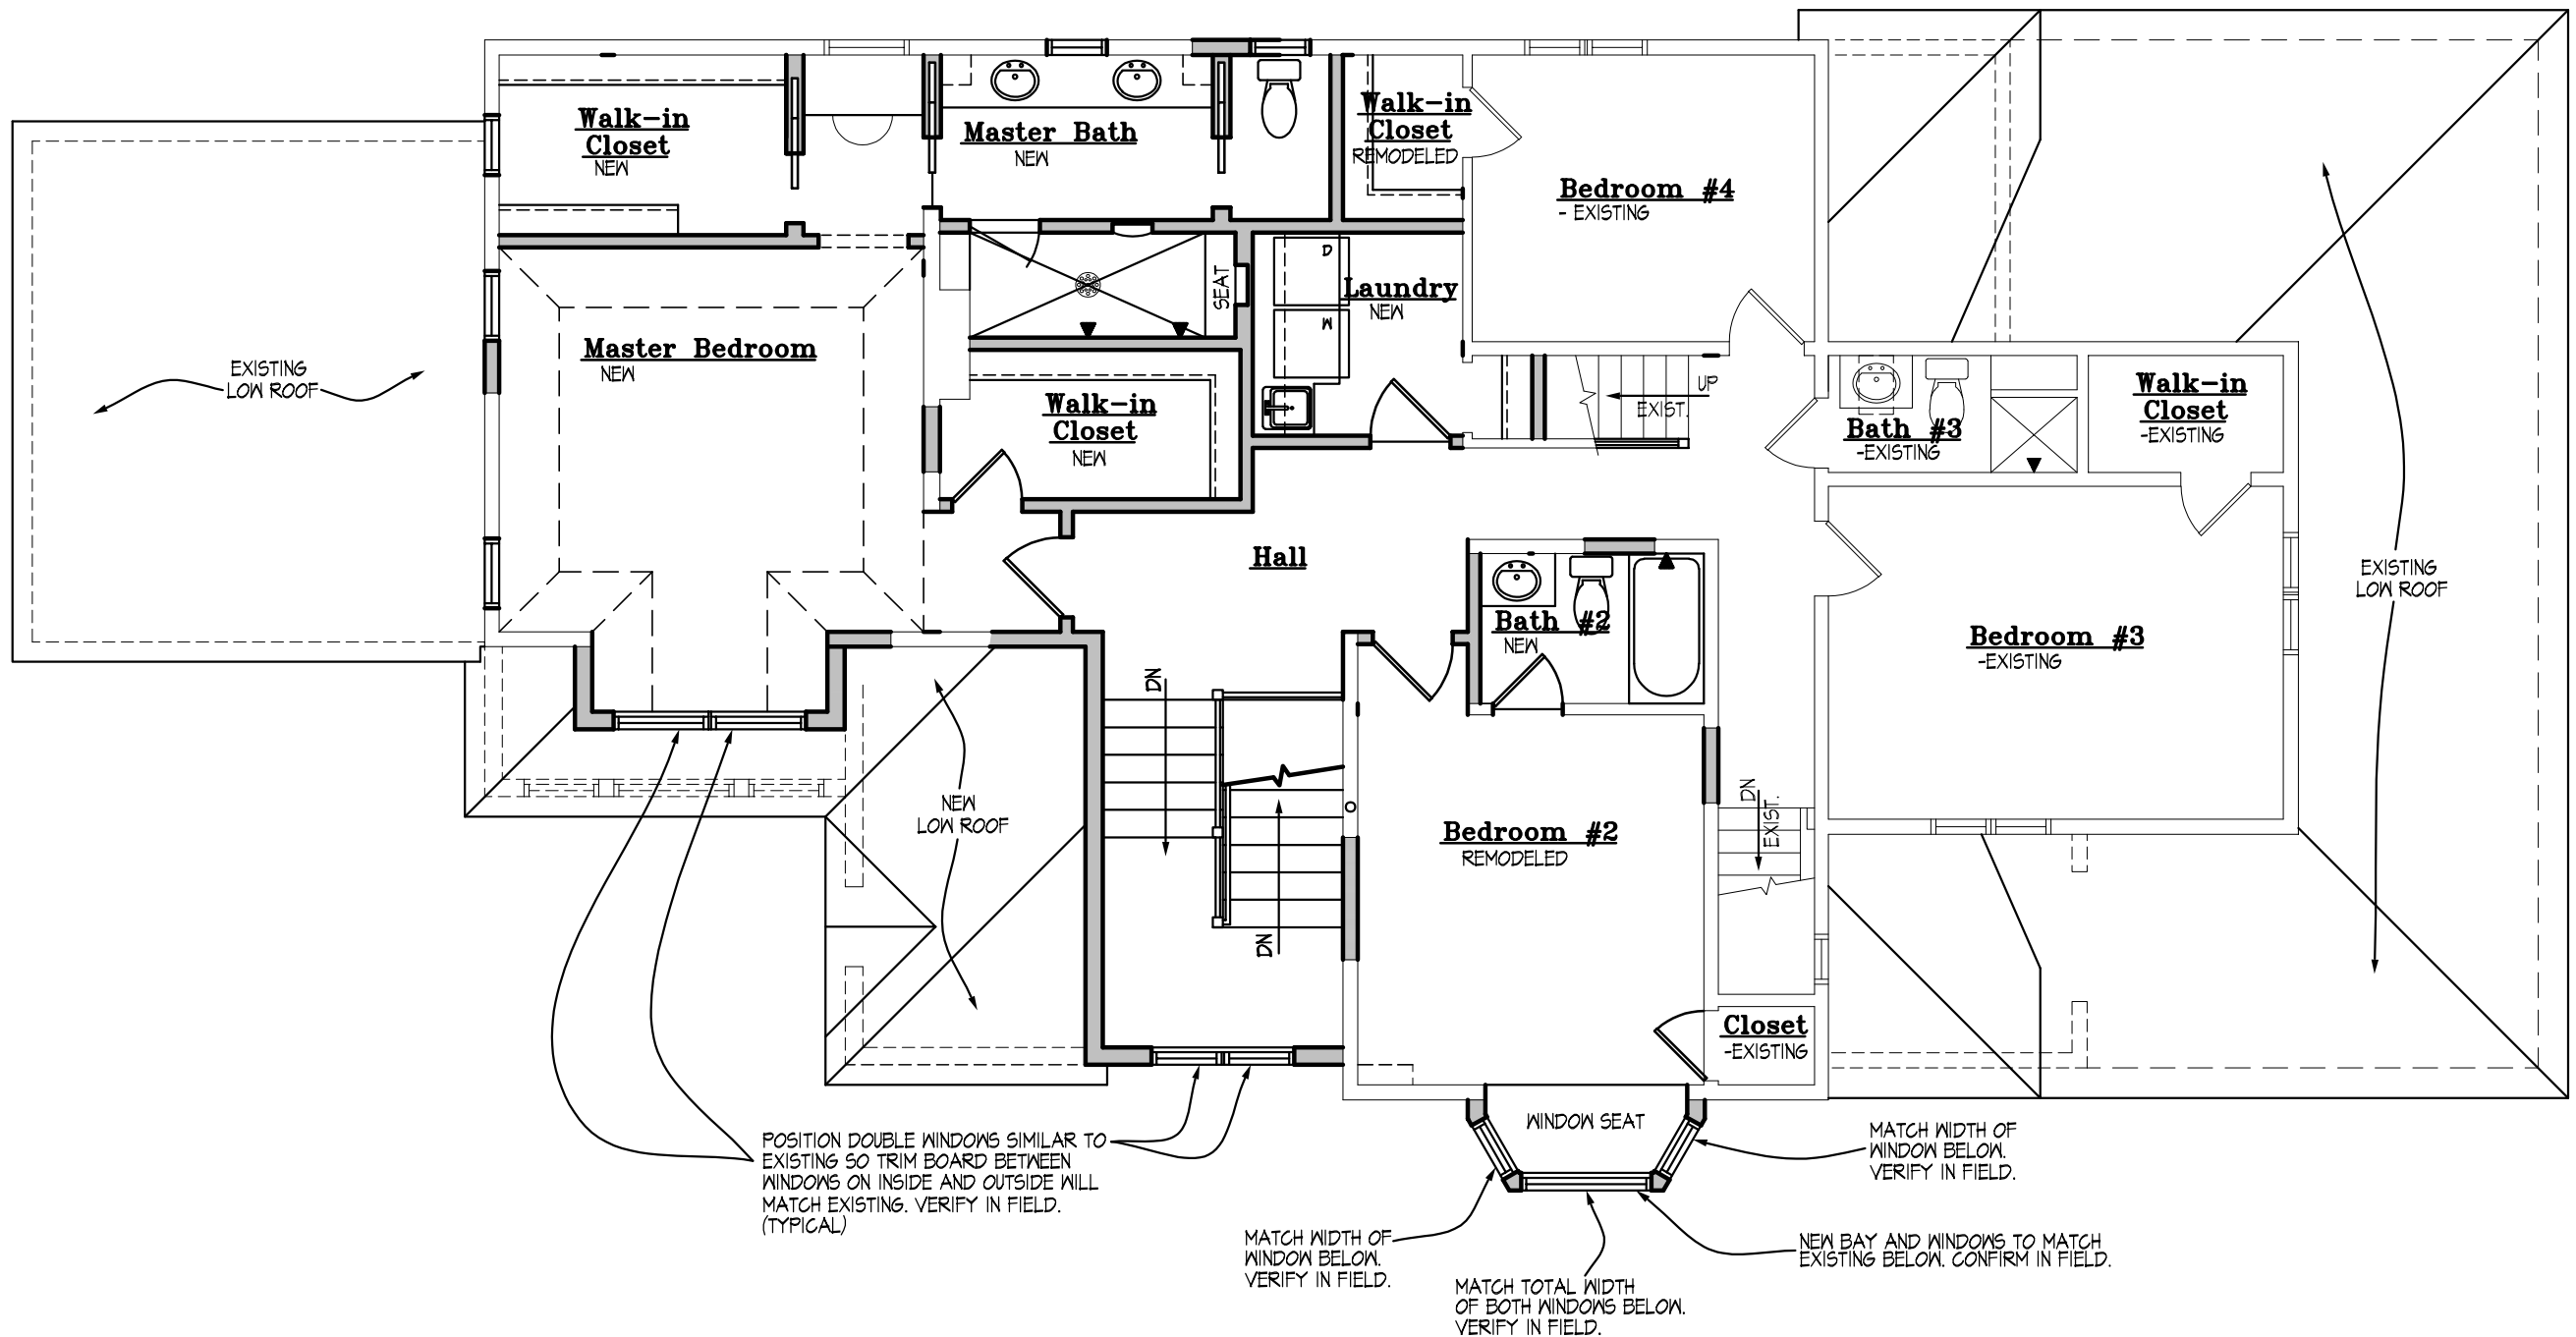 Walk-in
Closet
NEW
Master Bath
NEW
Walk-in
Closet
REMODELED
Bedroom #4
- EXISTING
D
W
SEAT
Laundry
NEW
EXISTING
LOW ROOF
Master Bedroom
NEW
Walk-in
Closet
NEW
UP
EXIST.
Bath #3
-EXISTING
Walk-in
Closet
-EXISTING
Hall
Bath #2
NEW
Bedroom #3
-EXISTING
EXISTING
LOW ROOF
DN
DN
NEW
LOW ROOF
Bedroom #2
REMODELED
DN
EXIST.
Closet
-EXISTING
WINDOW SEAT
POSITION DOUBLE WINDOWS SIMILAR TO
EXISTING SO TRIM BOARD BETWEEN
WINDOWS ON INSIDE AND OUTSIDE WILL
MATCH EXISTING. VERIFY IN FIELD.
(TYPICAL)
MATCH WIDTH OF
WINDOW BELOW.
VERIFY IN FIELD.
MATCH WIDTH OF
WINDOW BELOW.
VERIFY IN FIELD.
NEW BAY AND WINDOWS TO MATCH
EXISTING BELOW. CONFIRM IN FIELD.
MATCH TOTAL WIDTH
OF BOTH WINDOWS BELOW.
VERIFY IN FIELD.